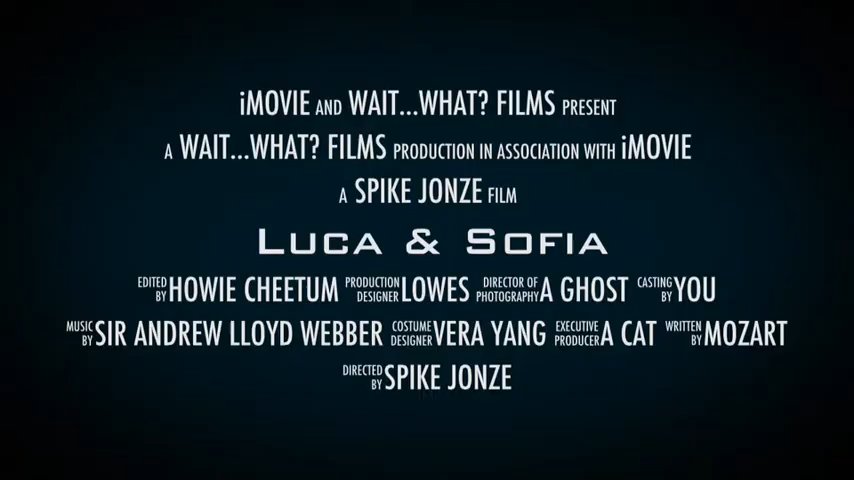 iMOVIE AND WAIT...WHAT? FILMS PRESENT
A WAIT...WHAT? FILMS PRODUCTION IN ASSOCIATION WITH iMOVIE
A SPIKE JONZE FILM
LUCA & SOFIA
EDITED BY HOWIE CHEETUM PRODUCTION DESIGNER LOWES DIRECTOR OF PHOTOGRAPHY A GHOST CASTING BY YOU
MUSIC BY SIR ANDREW LLOYD WEBBER COSTUME DESIGNER VERA YANG EXECUTIVE PRODUCER A CAT WRITTEN BY MOZART
DIRECTED BY SPIKE JONZE